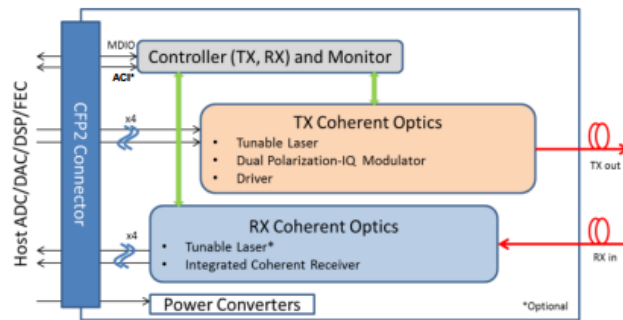 Host ADC/DAC/DSP/FEC
CFP2 Connector
MDIO
ACI*
Controller (TX, RX) and Monitor
x4
TX Coherent Optics
• Tunable Laser
• Dual Polarization-IQ Modulator
• Driver
TX out
x4
RX Coherent Optics
• Tunable Laser*
• Integrated Coherent Receiver
RX in
Power Converters
*Optional